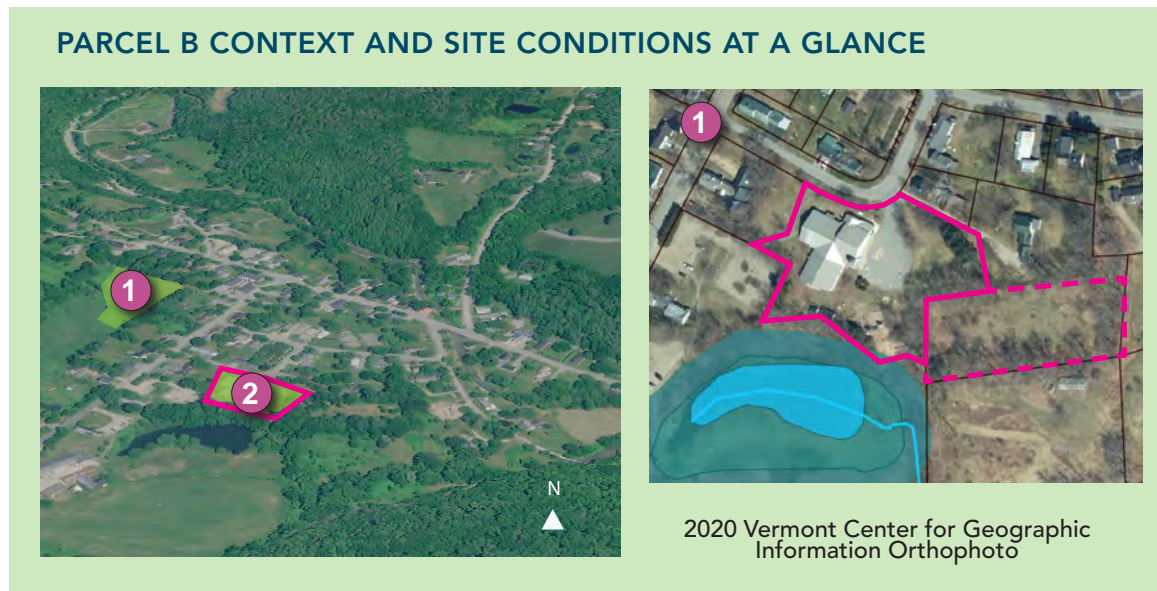 PARCEL B CONTEXT AND SITE CONDITIONS AT A GLANCE
1
2
N
1
2020 Vermont Center for Geographic
Information Orthophoto